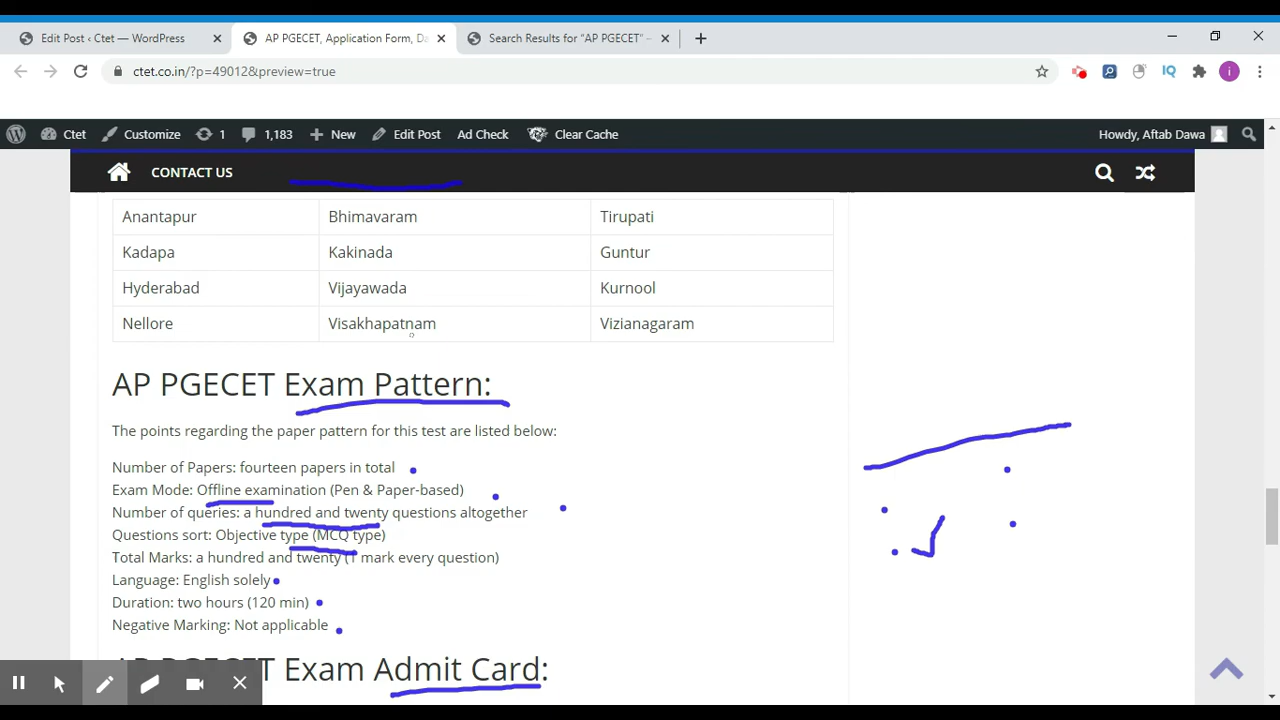 Edit Post ‹ Ctet — WordPress
AP PGECET, Application Form, Da
Search Results for "AP PGECET" –
ctet.co.in/?p=49012&preview=true
Ctet Customize 1 1,183 New Edit Post Ad Check Clear Cache Howdy, Aftab Dawa
CONTACT US
Anantapur Bhimavaram Tirupati
Kadapa Kakinada Guntur
Hyderabad Vijayawada Kurnool
Nellore Visakhapatnam Vizianagaram
AP PGECET Exam Pattern:
The points regarding the paper pattern for this test are listed below:
Number of Papers: fourteen papers in total
Exam Mode: Offline examination (Pen & Paper-based)
Number of queries: a hundred and twenty questions altogether
Questions sort: Objective type (MCQ type)
Total Marks: a hundred and twenty (1 mark every question)
Language: English solely
Duration: two hours (120 min)
Negative Marking: Not applicable
AP PGECET Exam Admit Card: